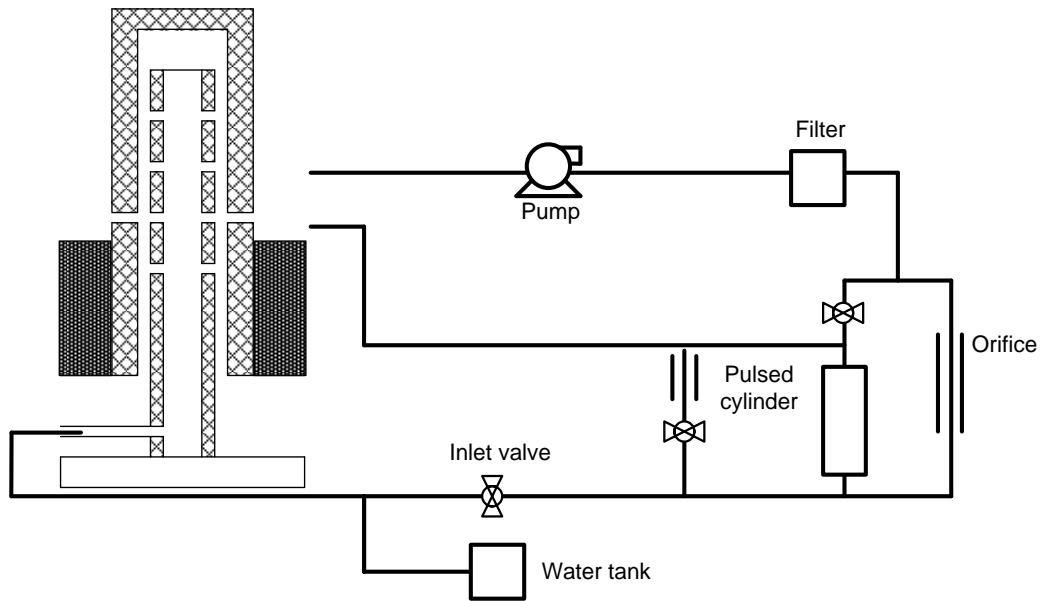 Filter
Pump
Orifice
Pulsed
cylinder
Inlet valve
Water tank